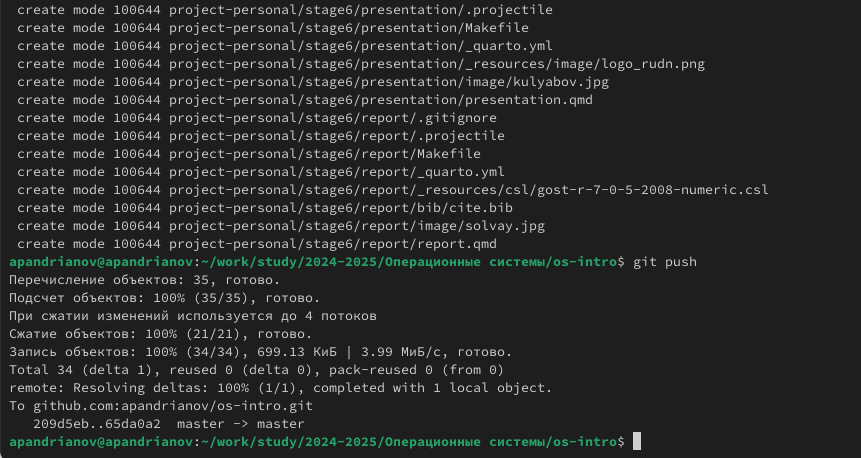 create mode 100644 project-personal/stage6/presentation/.projectile
create mode 100644 project-personal/stage6/presentation/Makefile
create mode 100644 project-personal/stage6/presentation/_quarto.yml
create mode 100644 project-personal/stage6/presentation/_resources/image/logo_rudn.png
create mode 100644 project-personal/stage6/presentation/image/kulyabov.jpg
create mode 100644 project-personal/stage6/presentation/presentation.qmd
create mode 100644 project-personal/stage6/report/.gitignore
create mode 100644 project-personal/stage6/report/.projectile
create mode 100644 project-personal/stage6/report/Makefile
create mode 100644 project-personal/stage6/report/_quarto.yml
create mode 100644 project-personal/stage6/report/_resources/csl/gost-r-7-0-5-2008-numeric.csl
create mode 100644 project-personal/stage6/report/bib/cite.bib
create mode 100644 project-personal/stage6/report/image/solvay.jpg
create mode 100644 project-personal/stage6/report/report.qmd
apandrianov@apandrianov:~/work/study/2024-2025/Операционные системы/os-intro$ git push
Перечисление объектов: 35, готово.
Подсчет объектов: 100% (35/35), готово.
При сжатии изменений используется до 4 потоков
Сжатие объектов: 100% (21/21), готово.
Запись объектов: 100% (34/34), 699.13 КиБ | 3.99 МиБ/с, готово.
Total 34 (delta 1), reused 0 (delta 0), pack-reused 0 (from 0)
remote: Resolving deltas: 100% (1/1), completed with 1 local object.
To github.com:apandrianov/os-intro.git
   209d5eb..65da0a2  master -> master
apandrianov@apandrianov:~/work/study/2024-2025/Операционные системы/os-intro$